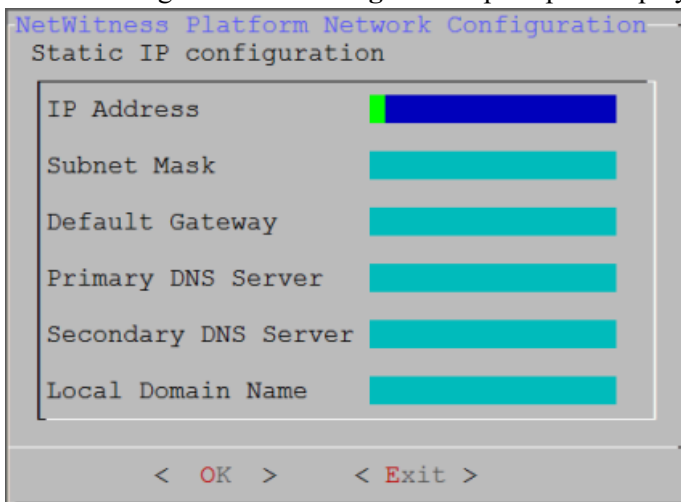 NetWitness Platform Network Configuration
Static IP configuration
IP Address
Subnet Mask
Default Gateway
Primary DNS Server
Secondary DNS Server
Local Domain Name
< OK > < Exit >